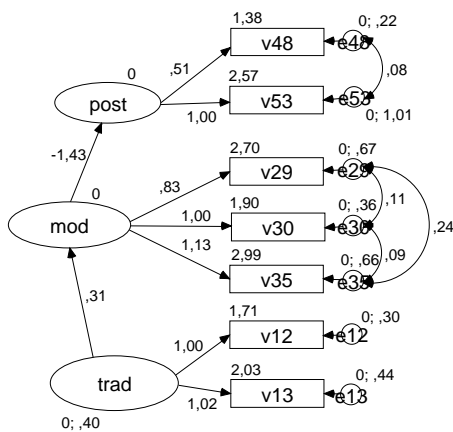 1,38
0; ,22
v48
e48
,51
,08
0
2,57
post
v53
e53
1,00
0; 1,01
-1,43
2,70
0; ,67
v29
e29
,83
,11
0
1,90
0; ,36
mod
1,00
v30
e30
,24
1,13
2,99
,09
0; ,66
v35
e35
,31
1,71
0; ,30
v12
e12
1,00
trad
2,03
0; ,44
v13
e13
1,02
0; ,40